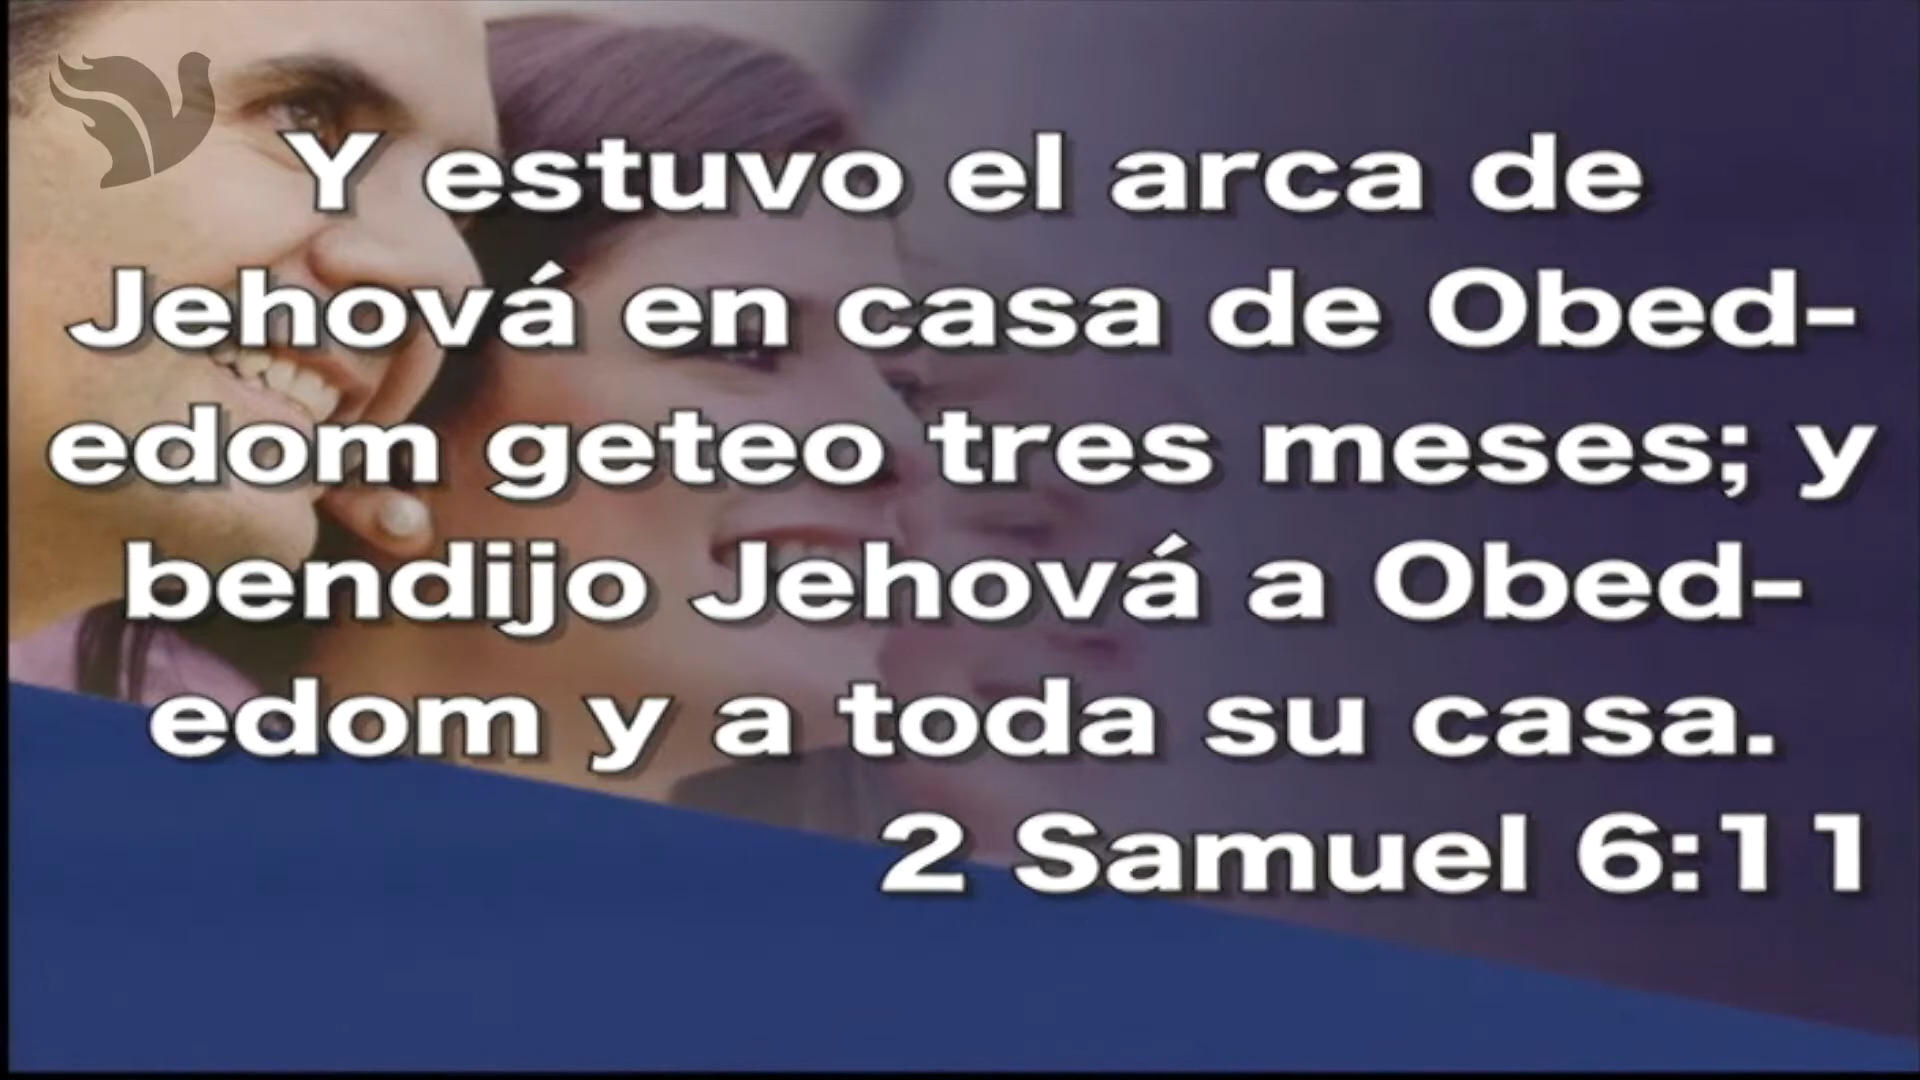 Y estuvo el arca de
Jehová en casa de Obed-
edom geteo tres meses; y
bendijo Jehová a Obed-
edom y a toda su casa.
2 Samuel 6:11